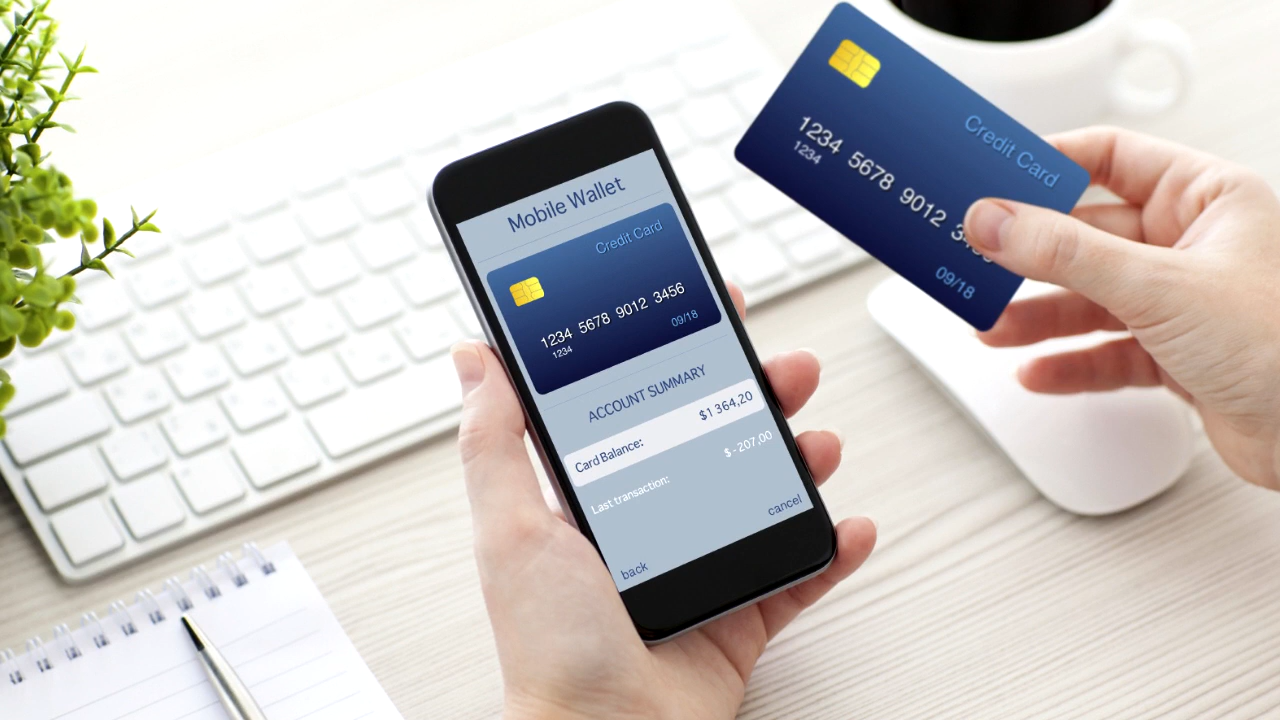 Mobile Wallet
Credit Card
1234 5678 9012 3456
1234
09/18
ACCOUNT SUMMARY
Card Balance: $1 364,20
Last transaction: $ -207,00
back cancel
Credit Card
1234 5678 9012
1234
09/18